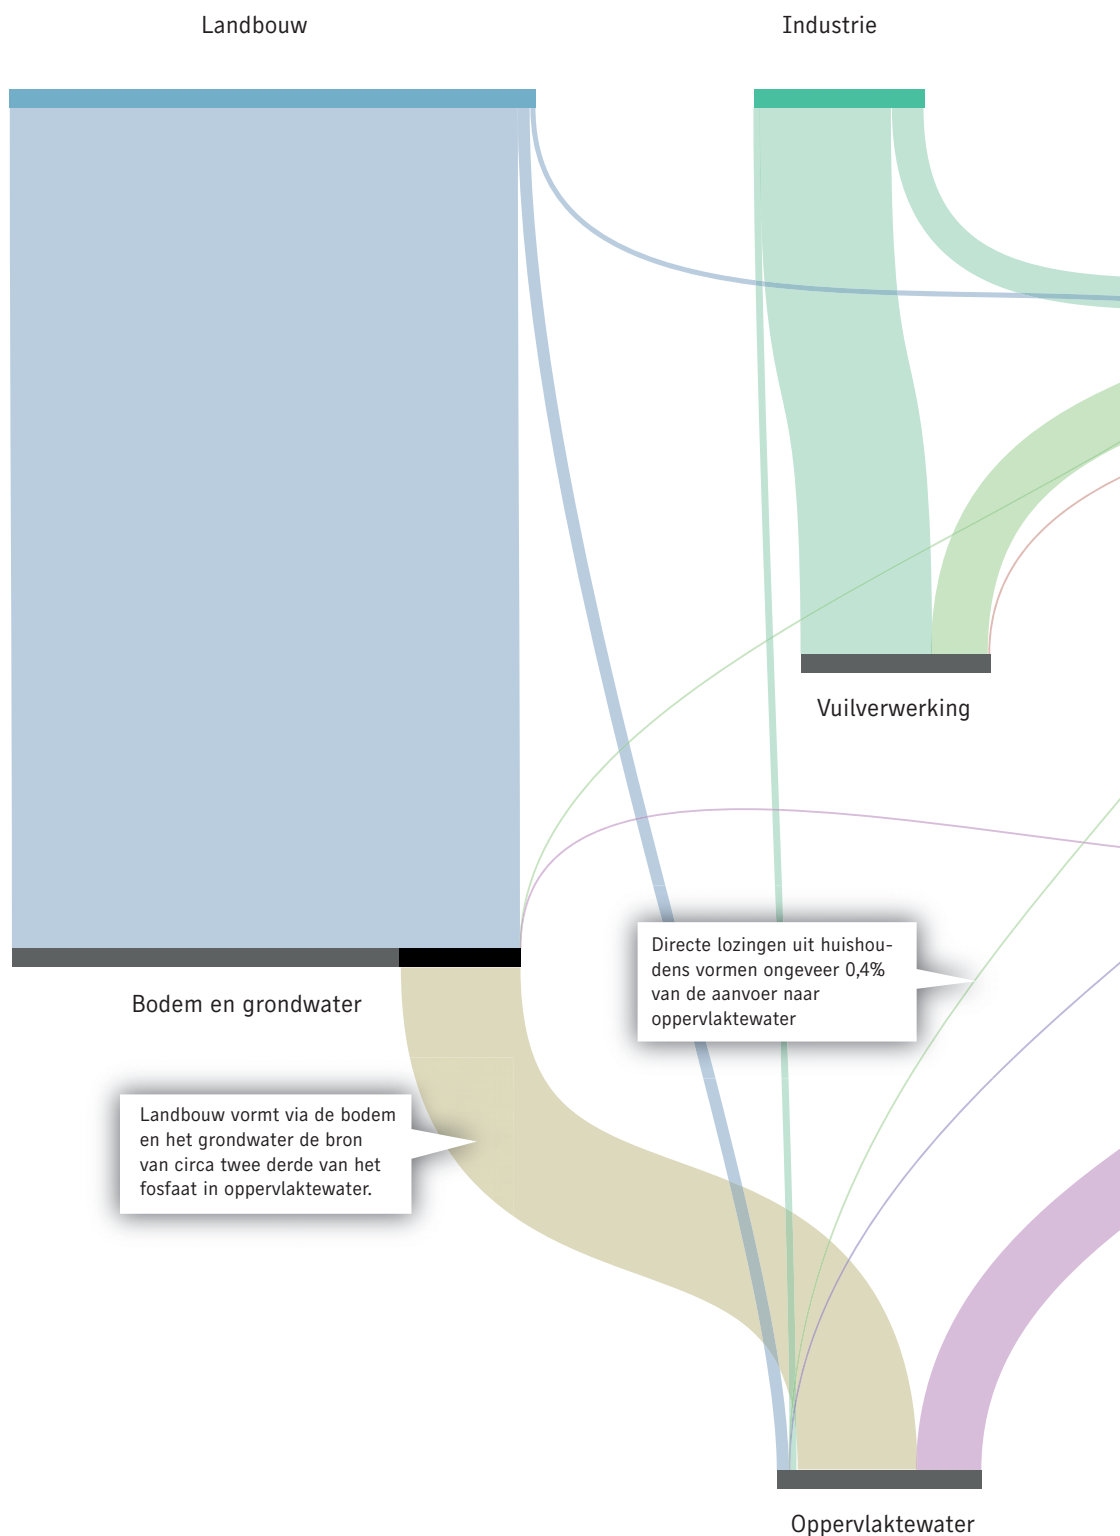 Landbouw
Industrie
Vuilverwerking
Directe lozingen uit huishou-
dens vormen ongeveer 0,4%
van de aanvoer naar
oppervlaktewater
Bodem en grondwater
Landbouw vormt via de bodem
en het grondwater de bron
van circa twee derde van het
fosfaat in oppervlaktewater.
Oppervlaktewater